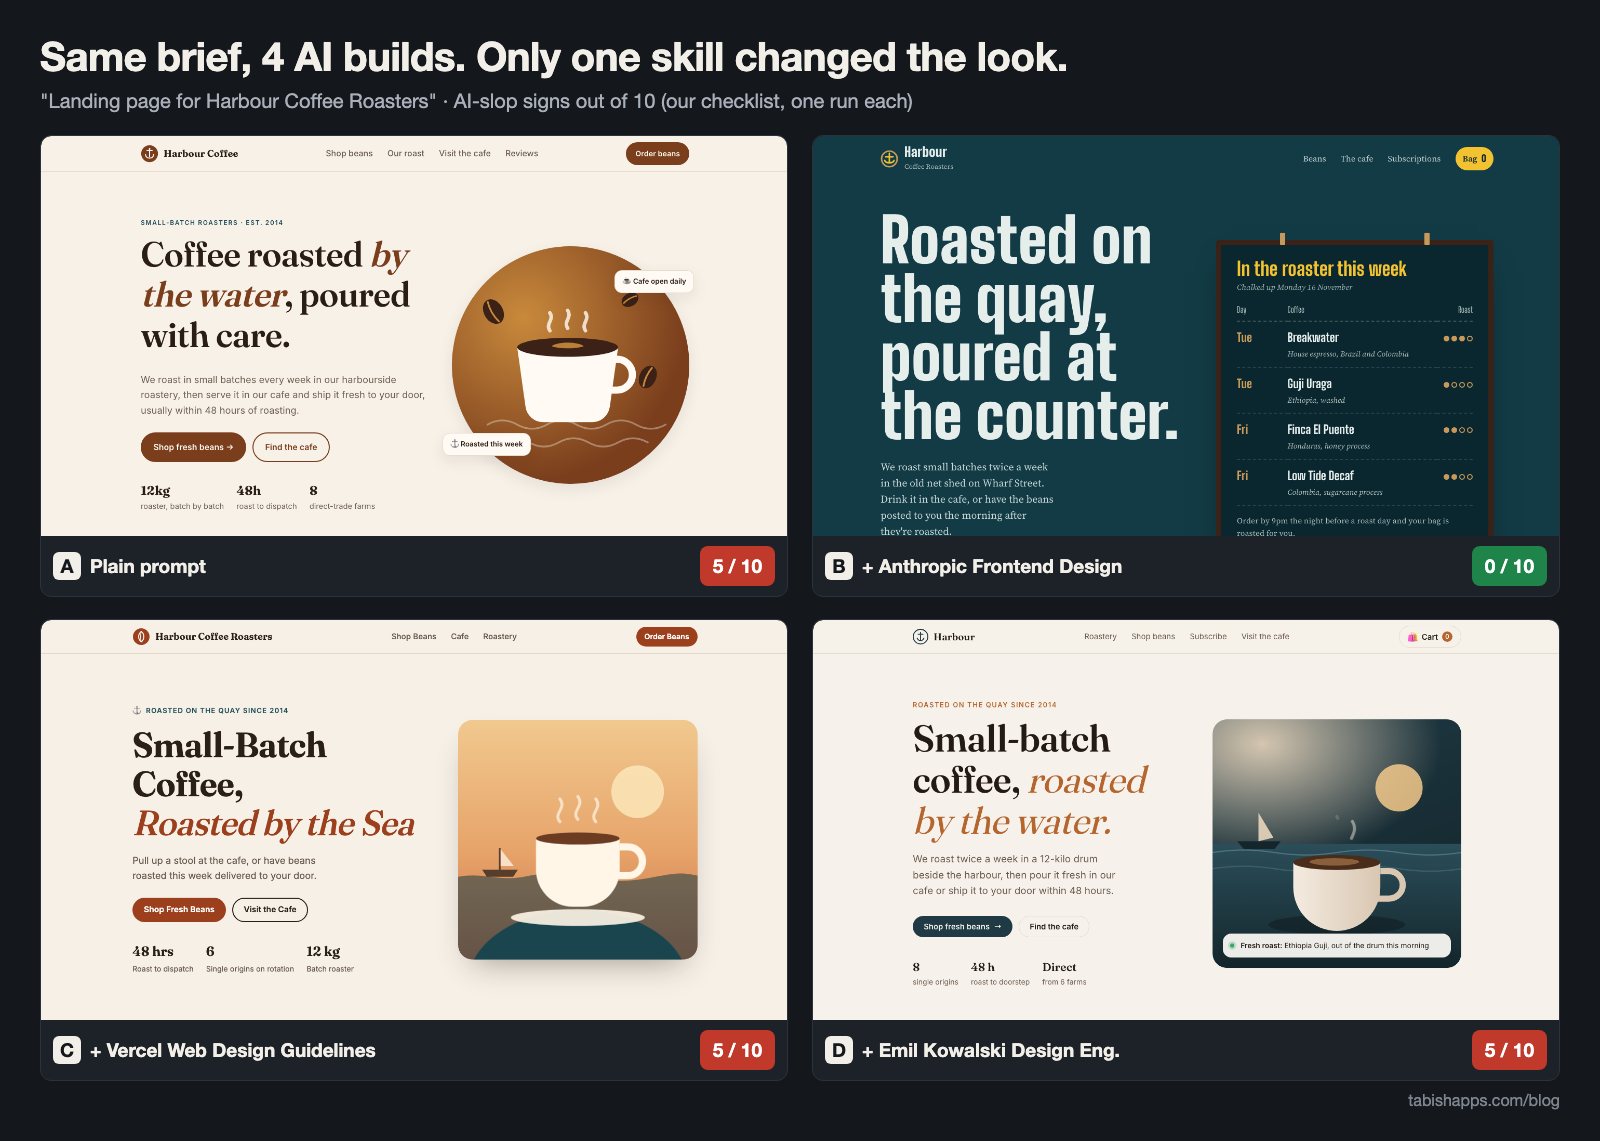 Same brief, 4 AI builds. Only one skill changed the look.
"Landing page for Harbour Coffee Roasters" · AI-slop signs out of 10 (our checklist, one run each)
Harbour Coffee
Shop beans
Our roast
Visit the cafe
Reviews
Order beans
SMALL-BATCH ROASTERS · EST. 2014
Coffee roasted by
the water, poured
with care.
We roast in small batches every week in our harbourside
roastery, then serve it in our cafe and ship it fresh to your door,
usually within 48 hours of roasting.
Shop fresh beans →
Find the cafe
12kg
48h
8
roaster, batch by batch
roast to dispatch
direct-trade farms
Cafe open daily
Roasted this week
A Plain prompt
5 / 10
Harbour
Coffee Roasters
Beans
The cafe
Subscriptions
Bag 0
Roasted on
the quay,
poured at
the counter.
We roast small batches twice a week
in the old net shed on Wharf Street.
Drink it in the cafe, or have the beans
posted to you the morning after
they're roasted.
In the roaster this week
Chalked up Monday 16 November
Day Coffee Roast
Tue Breakwater
House espresso, Brazil and Colombia
Tue Guji Uraga
Ethiopia, washed
Fri Finca El Puente
Honduras, honey process
Fri Low Tide Decaf
Colombia, sugarcane process
Order by 9pm the night before a roast day and your bag is
roasted for you.
B + Anthropic Frontend Design
0 / 10
Harbour Coffee Roasters
Shop Beans
Cafe
Roastery
Order Beans
ROASTED ON THE QUAY SINCE 2014
Small-Batch
Coffee,
Roasted by the Sea
Pull up a stool at the cafe, or have beans
roasted this week delivered to your door.
Shop Fresh Beans
Visit the Cafe
48 hrs
6
12 kg
Roast to dispatch
Single origins on rotation
Batch roaster
C + Vercel Web Design Guidelines
5 / 10
Harbour
Roastery
Shop beans
Subscribe
Visit the cafe
Cart 0
ROASTED ON THE QUAY SINCE 2014
Small-batch
coffee, roasted
by the water.
We roast twice a week in a 12-kilo drum
beside the harbour, then pour it fresh in our
cafe or ship it to your door within 48 hours.
Shop fresh beans →
Find the cafe
8
48 h
Direct
single origins
roast to doorstep
from 6 farms
Fresh roast: Ethiopia Guji, out of the drum this morning
D + Emil Kowalski Design Eng.
5 / 10
tabishapps.com/blog